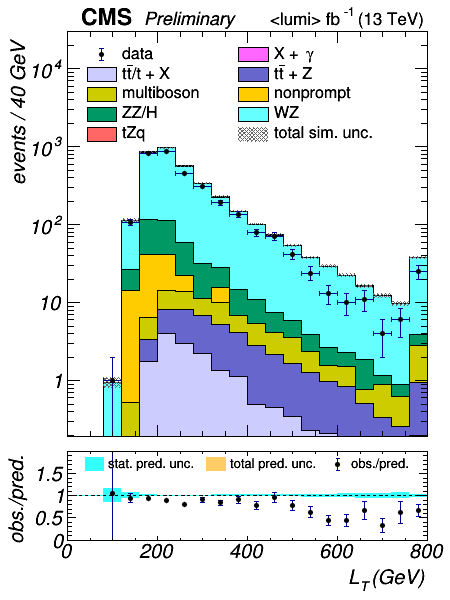 CMS Preliminary <lumi> fb⁻¹ (13 TeV)
events / 40 GeV
data
X + γ
tt̄/t + X
tt̄ + Z
multiboson
nonprompt
ZZ/H
WZ
tZq
total sim. unc.
10⁴
10³
10²
10
1
obs./pred.
stat. pred. unc. total pred. unc. obs./pred.
1.5
1
0.5
0
0 200 400 600 800
L_T (GeV)